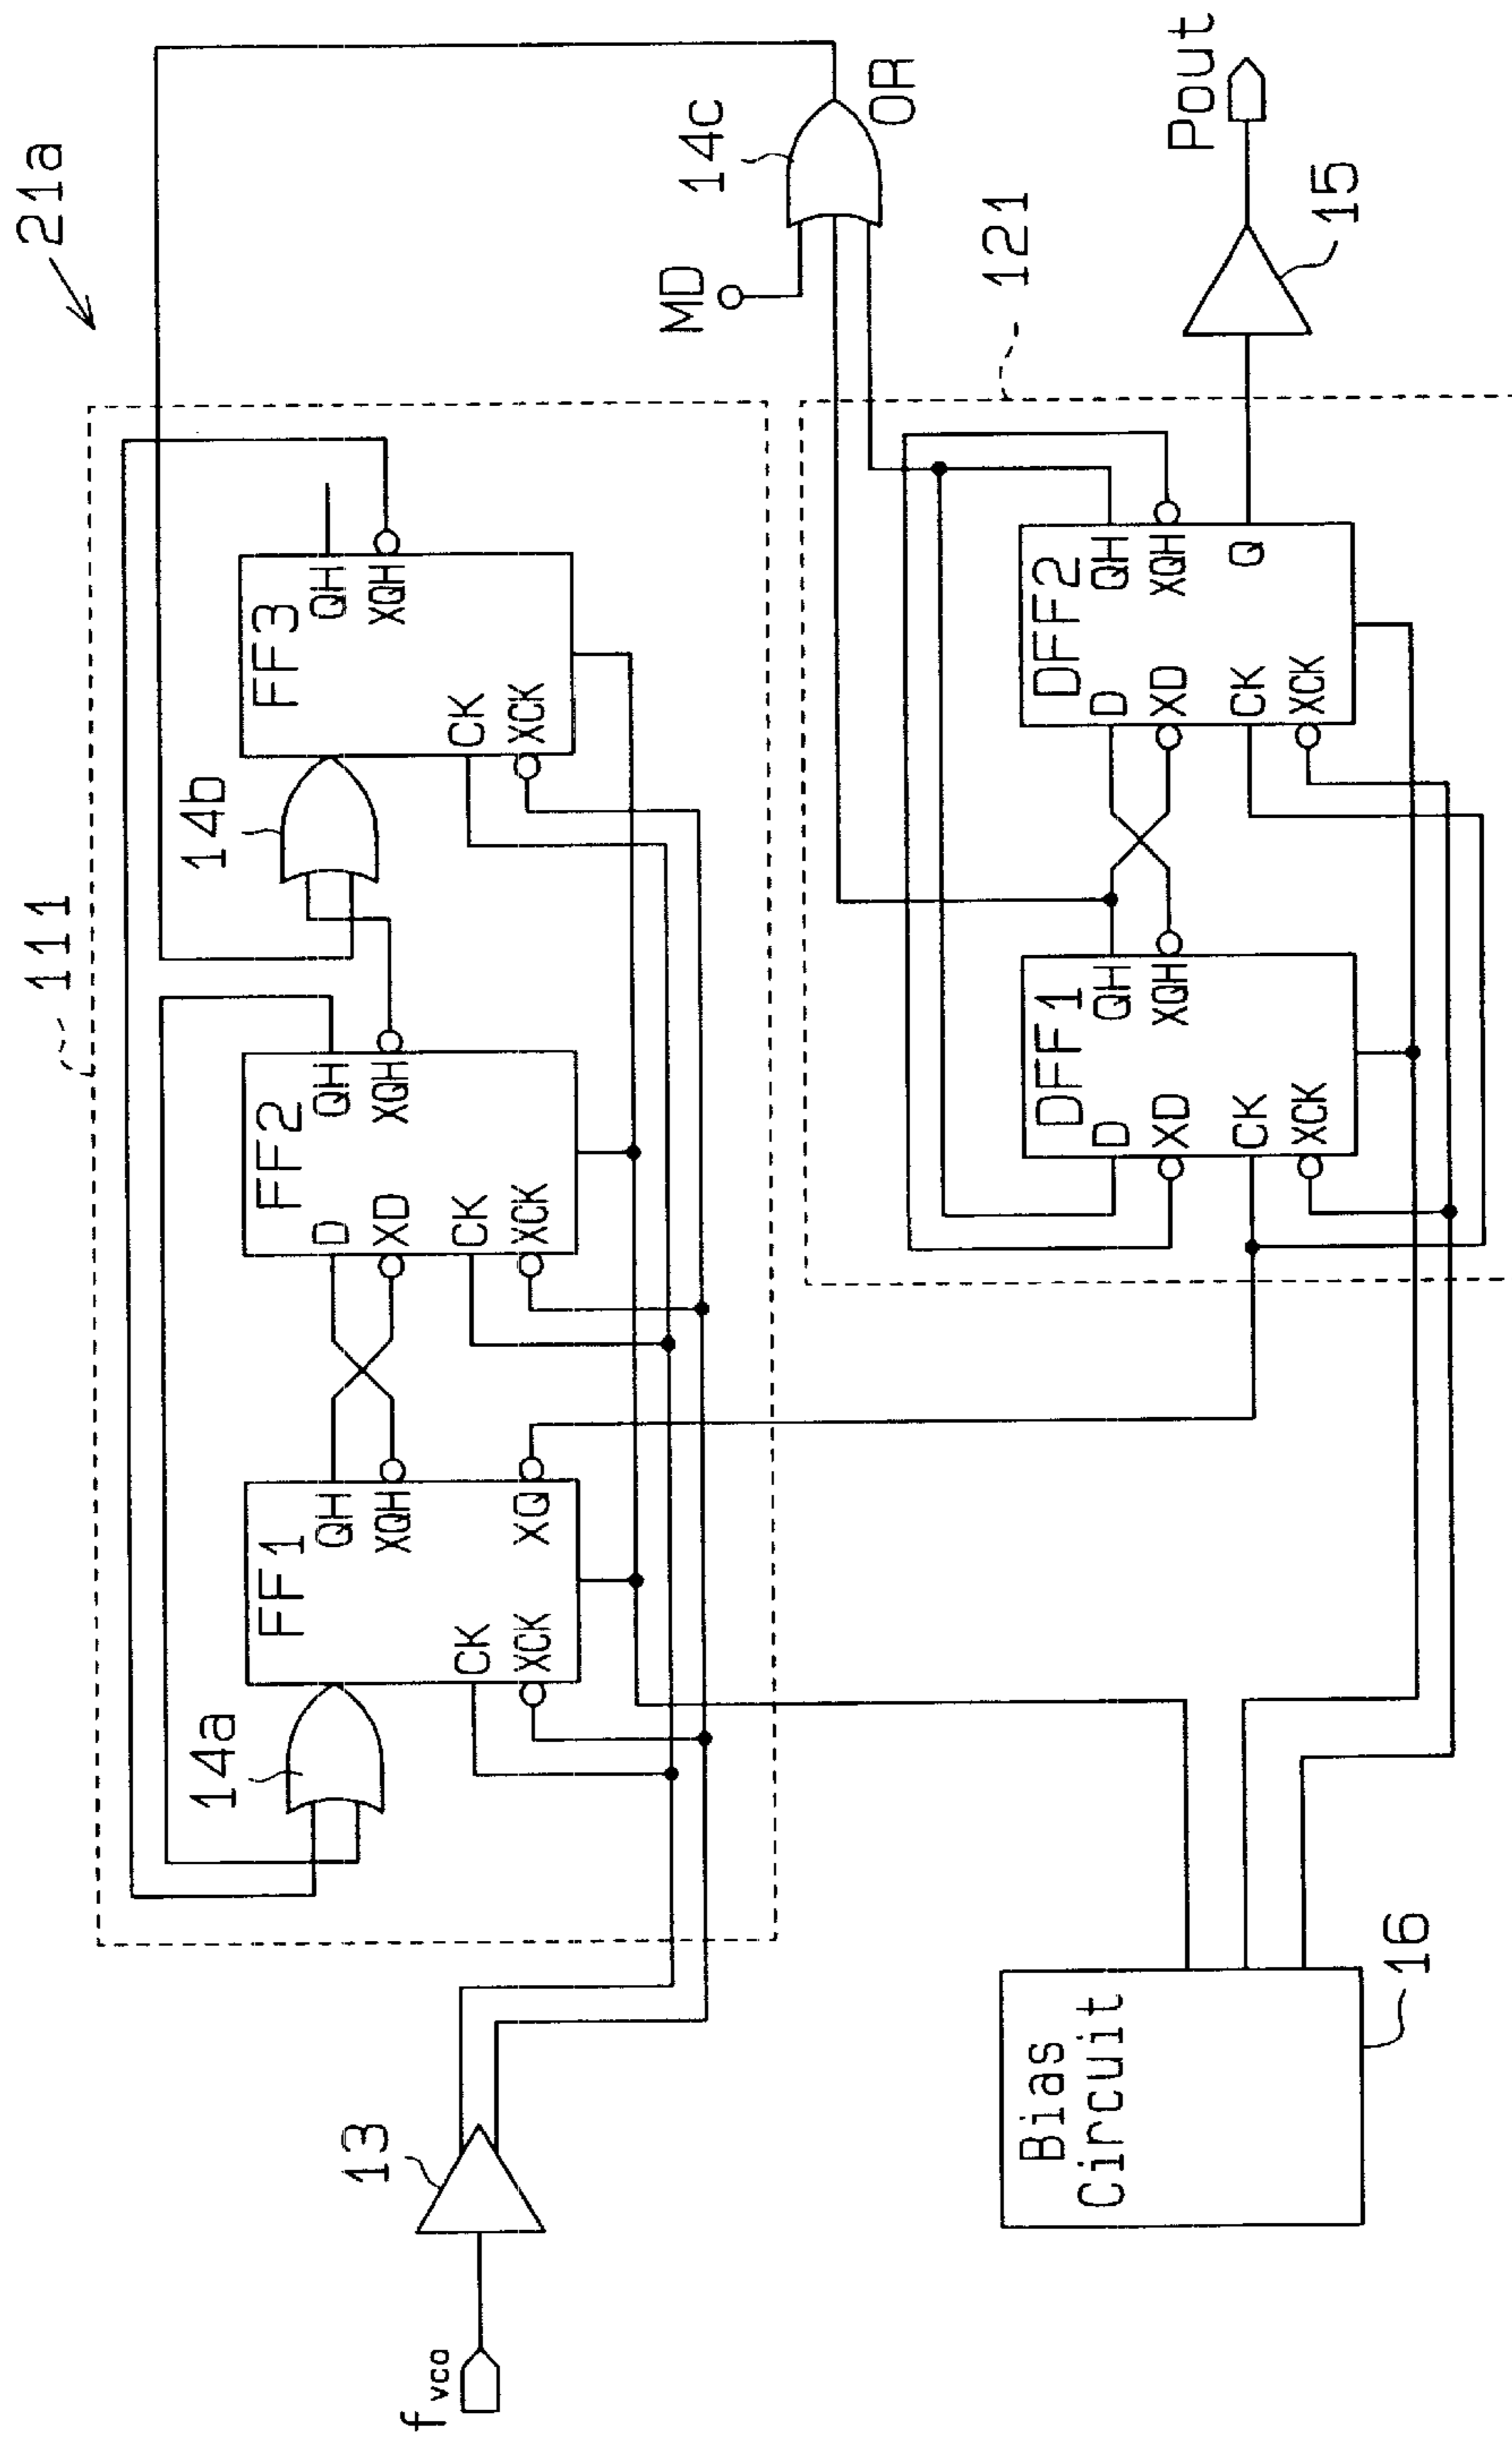 21a
111
14a
FF1
QH
XQH
CK
XCK
XQ
FF2
D
XD
QH
XQH
CK
XCK
14b
FF3
QH
XQH
CK
XCK
13
f vco
MD
14c
OR
121
DFF1
D
XD
QH
XQH
CK
XCK
DFF2
D
XD
QH
XQH
CK
XCK
Q
15
Pout
Bias
Circuit
16